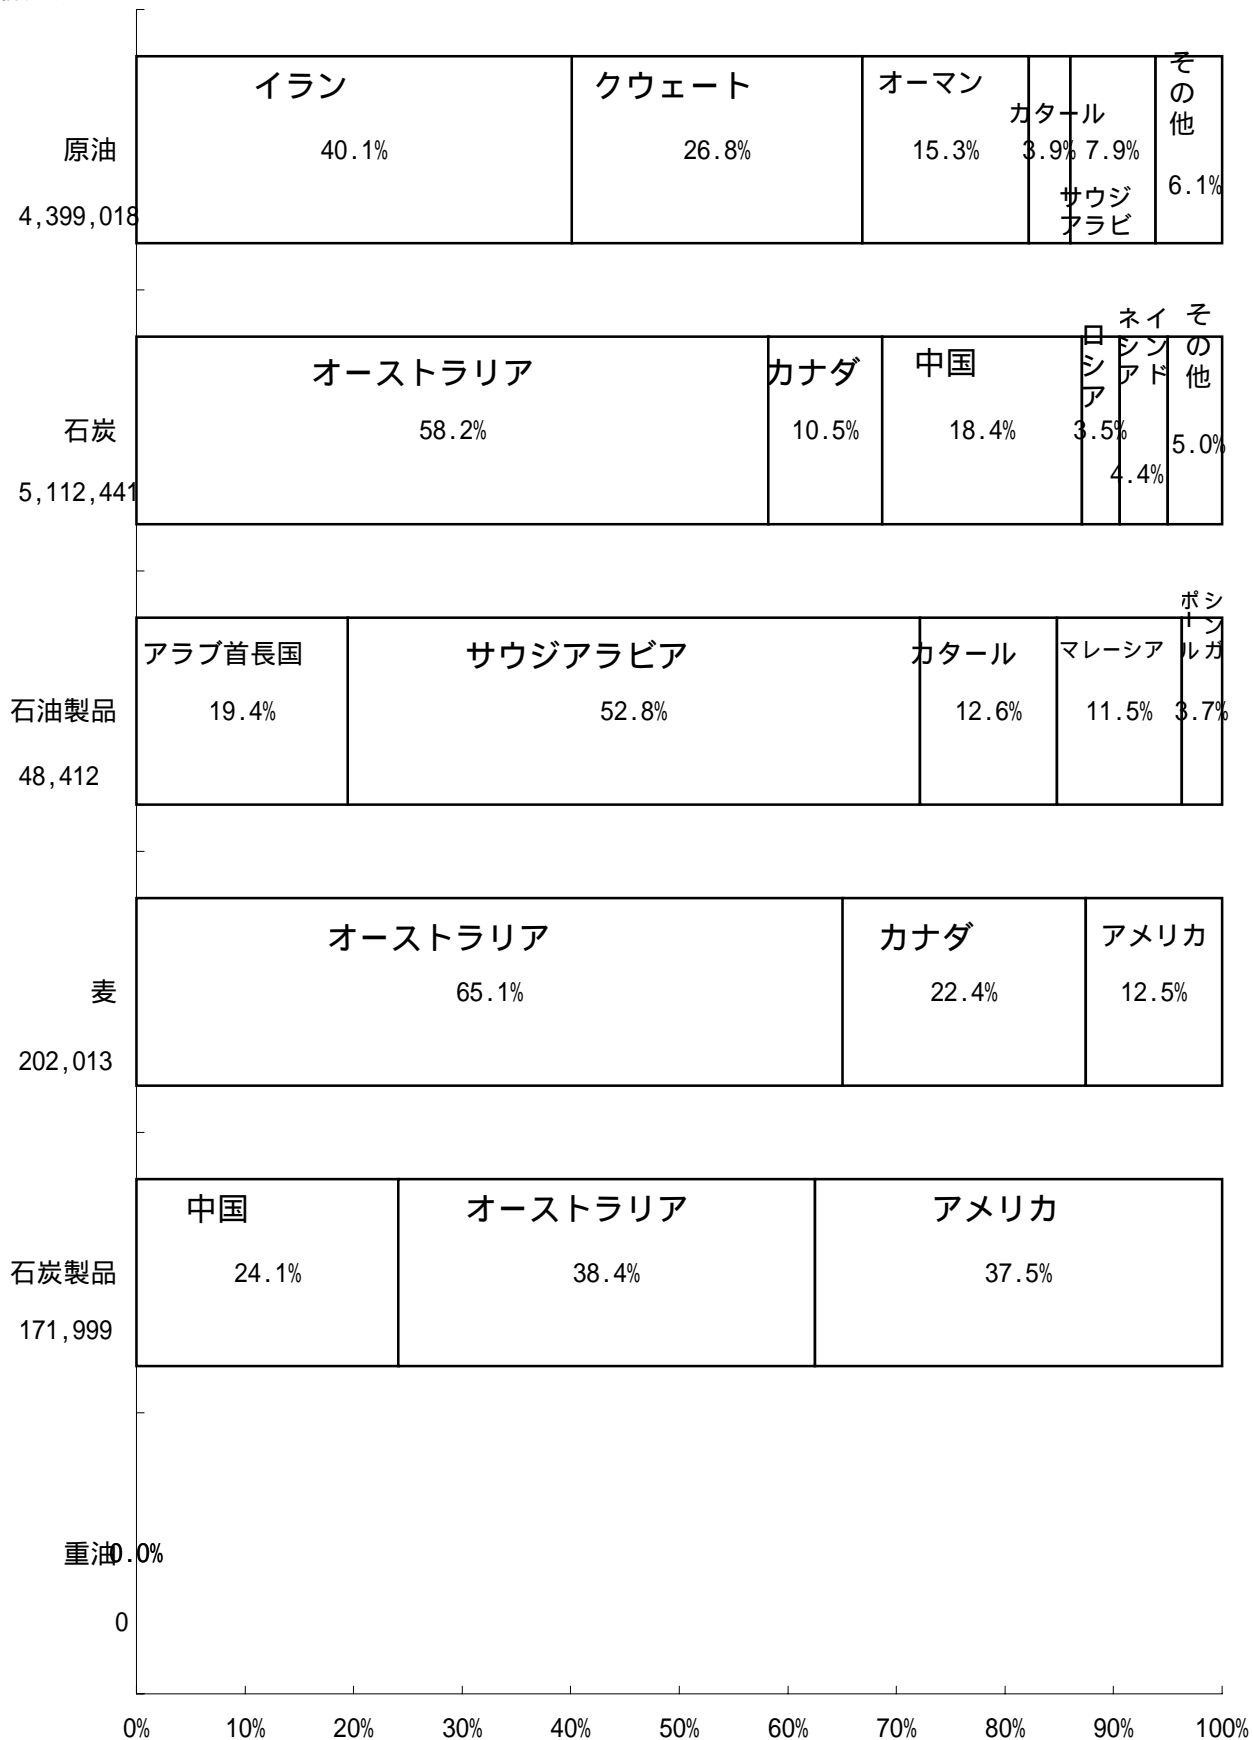 イラン
クウェート
オーマン
カタール
その他
原油
40.1%
26.8%
15.3%
3.9%
7.9%
6.1%
サウジ
アラビ
4,399,018
オーストラリア
カナダ
中国
ロシア
インド
ネシア
その他
石炭
58.2%
10.5%
18.4%
3.5%
4.4%
5.0%
5,112,441
アラブ首長国
サウジアラビア
カタール
マレーシア
シンガ
ポール
石油製品
19.4%
52.8%
12.6%
11.5%
3.7%
48,412
オーストラリア
カナダ
アメリカ
麦
65.1%
22.4%
12.5%
202,013
中国
オーストラリア
アメリカ
石炭製品
24.1%
38.4%
37.5%
171,999
重油
0.0%
0
0% 10% 20% 30% 40% 50% 60% 70% 80% 90% 100%